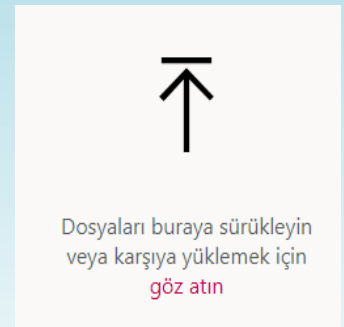 Dosyaları buraya sürükleyin
veya karşıya yüklemek için
göz atın